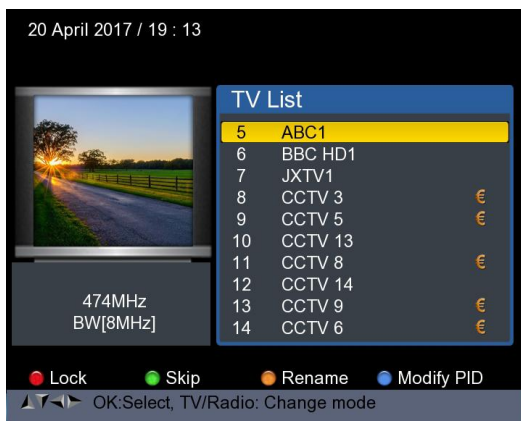 20 April 2017 / 19 : 13
TV List
5 ABC1
6 BBC HD1
7 JXTV1
8 CCTV 3 €
9 CCTV 5 €
10 CCTV 13
11 CCTV 8 €
12 CCTV 14
13 CCTV 9 €
14 CCTV 6 €
474MHz
BW[8MHz]
Lock Skip Rename Modify PID
OK:Select, TV/Radio: Change mode